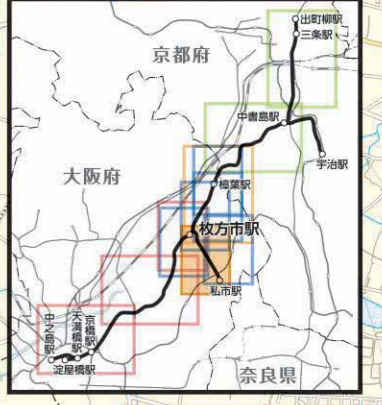 出町柳駅
三条駅
京都府
中書島駅
宇治駅
大阪府
樟葉駅
枚方市駅
私市駅
京橋駅
天満橋駅
中之島駅
淀屋橋駅
奈良県